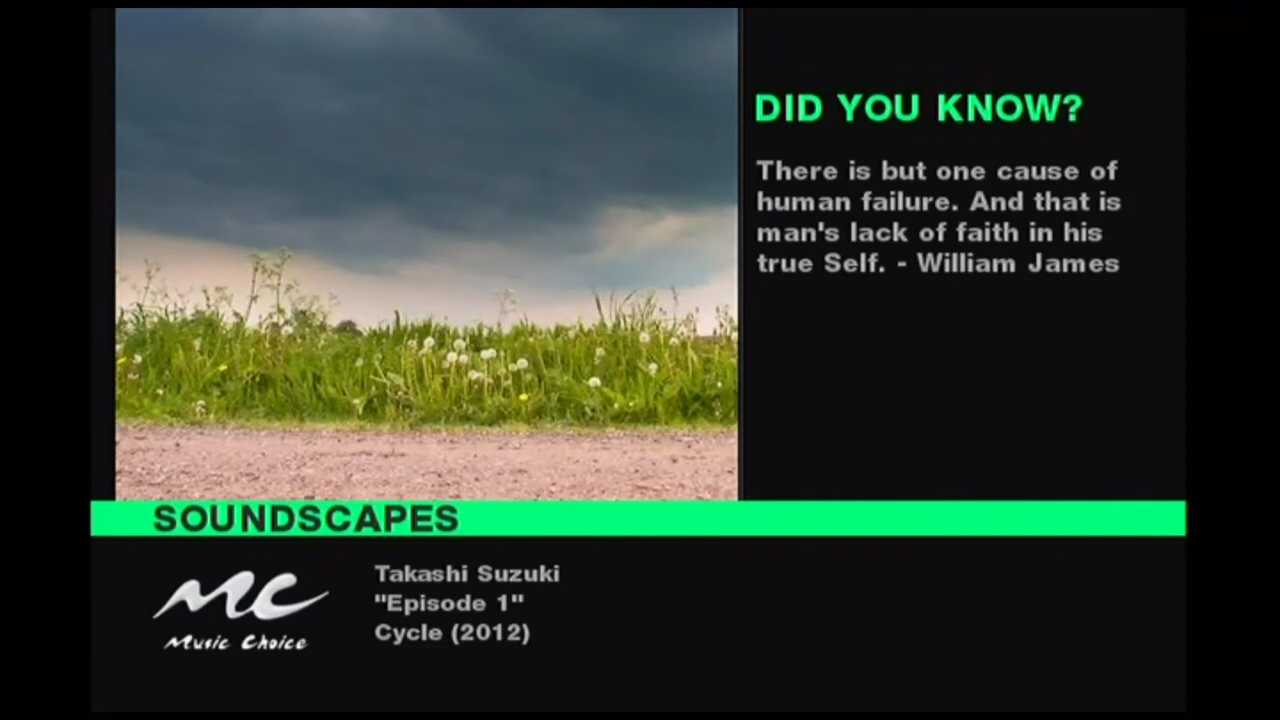 DID YOU KNOW?
There is but one cause of
human failure. And that is
man's lack of faith in his
true Self. - William James
SOUNDSCAPES
MC
Music Choice
Takashi Suzuki
"Episode 1"
Cycle (2012)